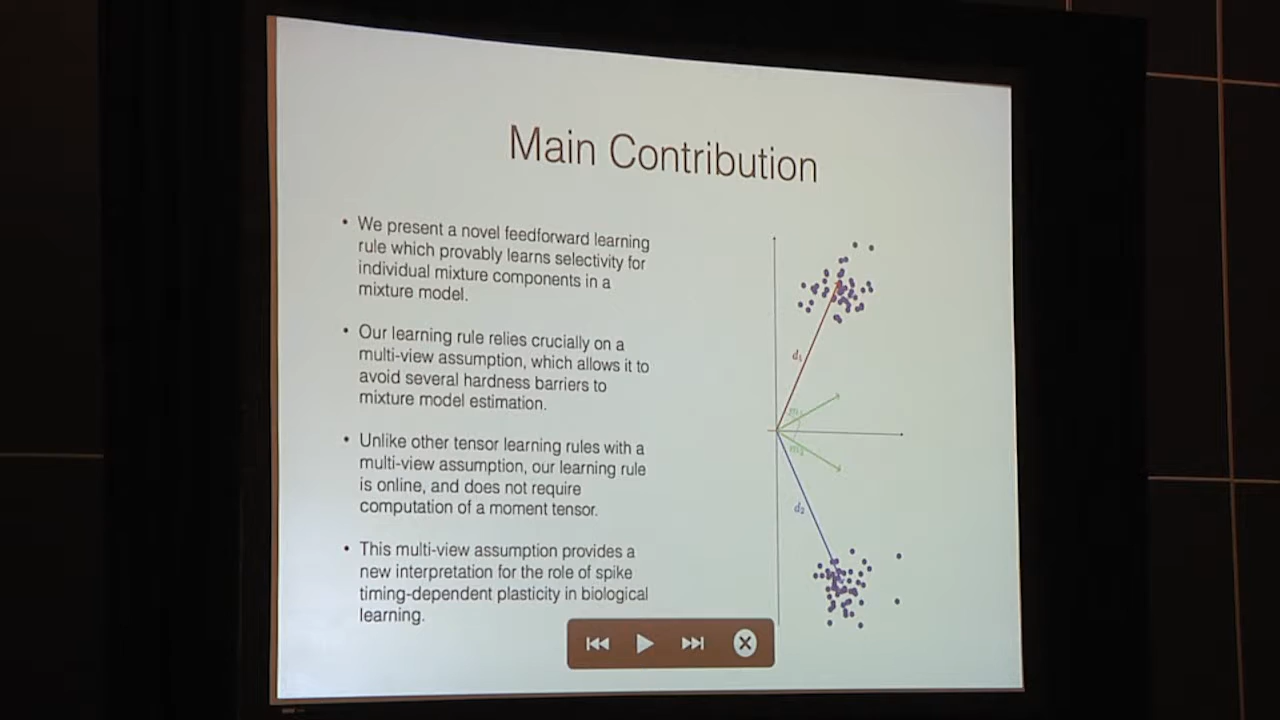 Main Contribution
• We present a novel feedforward learning
rule which provably learns selectivity for
individual mixture components in a
mixture model.
• Our learning rule relies crucially on a
multi-view assumption, which allows it to
avoid several hardness barriers to
mixture model estimation.
• Unlike other tensor learning rules with a
multi-view assumption, our learning rule
is online, and does not require
computation of a moment tensor.
• This multi-view assumption provides a
new interpretation for the role of spike
timing-dependent plasticity in biological
learning.
d₁
m₁
m₂
d₂